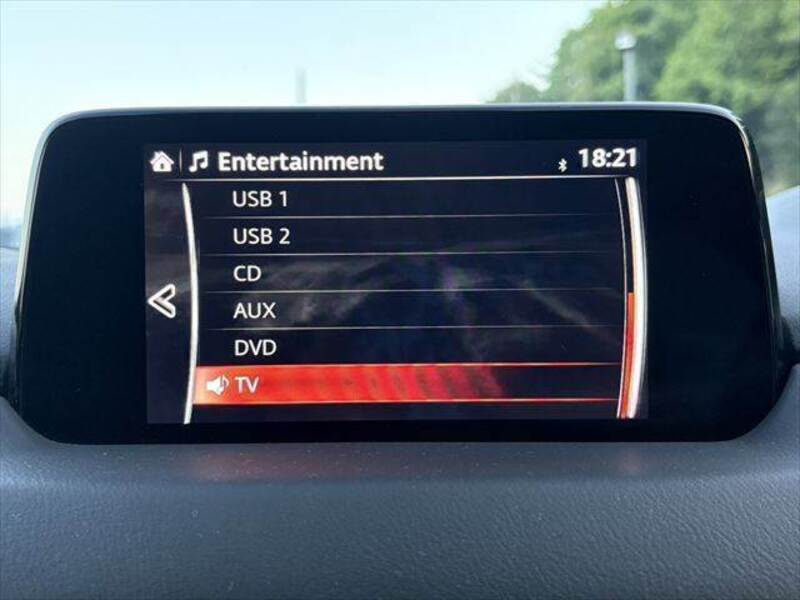 Entertainment 18:21
USB 1
USB 2
CD
AUX
DVD
TV